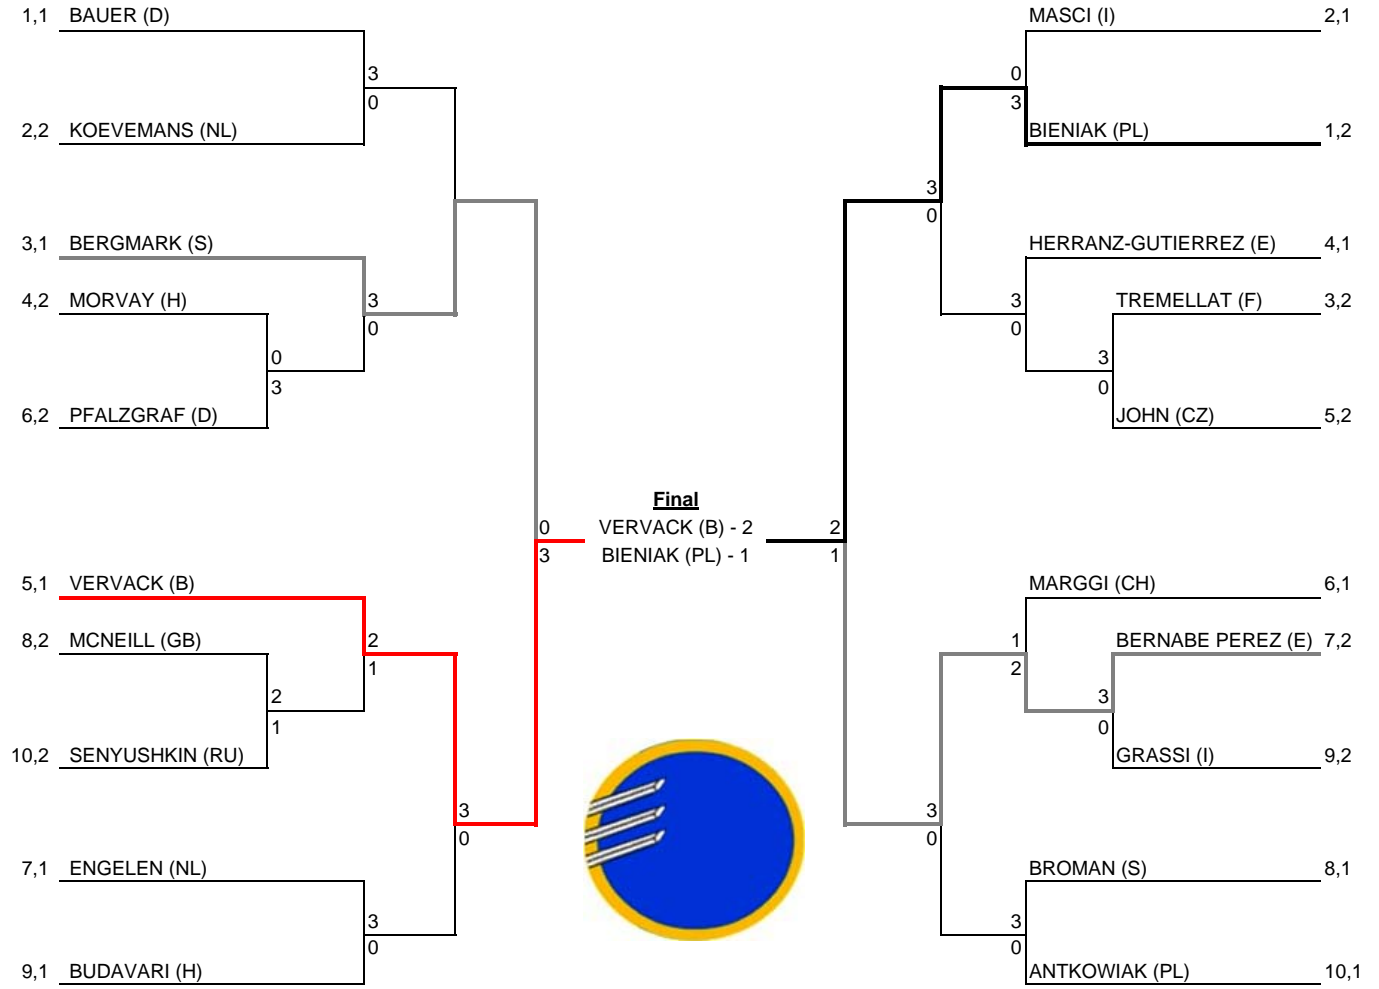 1,1 BAUER (D)
MASCI (I) 2,1
3
0
0
3
2,2 KOEVEMANS (NL)
BIENIAK (PL) 1,2
3
0
3,1 BERGMARK (S)
HERRANZ-GUTIERREZ (E) 4,1
4,2 MORVAY (H)
3
0
3
0
TREMELLAT (F) 3,2
0
3
3
0
6,2 PFALZGRAF (D)
JOHN (CZ) 5,2
Final
0 VERVACK (B) - 2 2
3 BIENIAK (PL) - 1 1
5,1 VERVACK (B)
MARGGI (CH) 6,1
8,2 MCNEILL (GB)
2
1
1
2
BERNABE PEREZ (E) 7,2
2
1
3
0
10,2 SENYUSHKIN (RU)
GRASSI (I) 9,2
3
0
3
0
7,1 ENGELEN (NL)
BROMAN (S) 8,1
3
0
3
0
9,1 BUDAVARI (H)
ANTKOWIAK (PL) 10,1